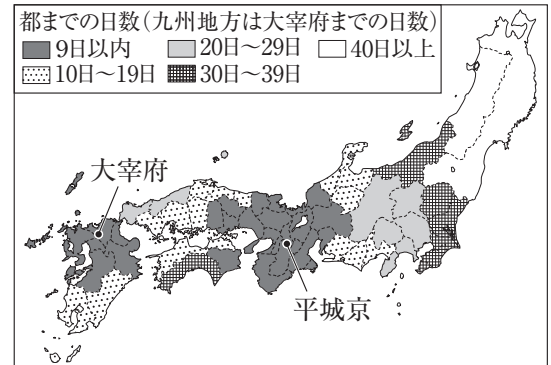 都までの日数(九州地方は大宰府までの日数)
9日以内 20日~29日 40日以上
10日~19日 30日~39日
大宰府
平城京